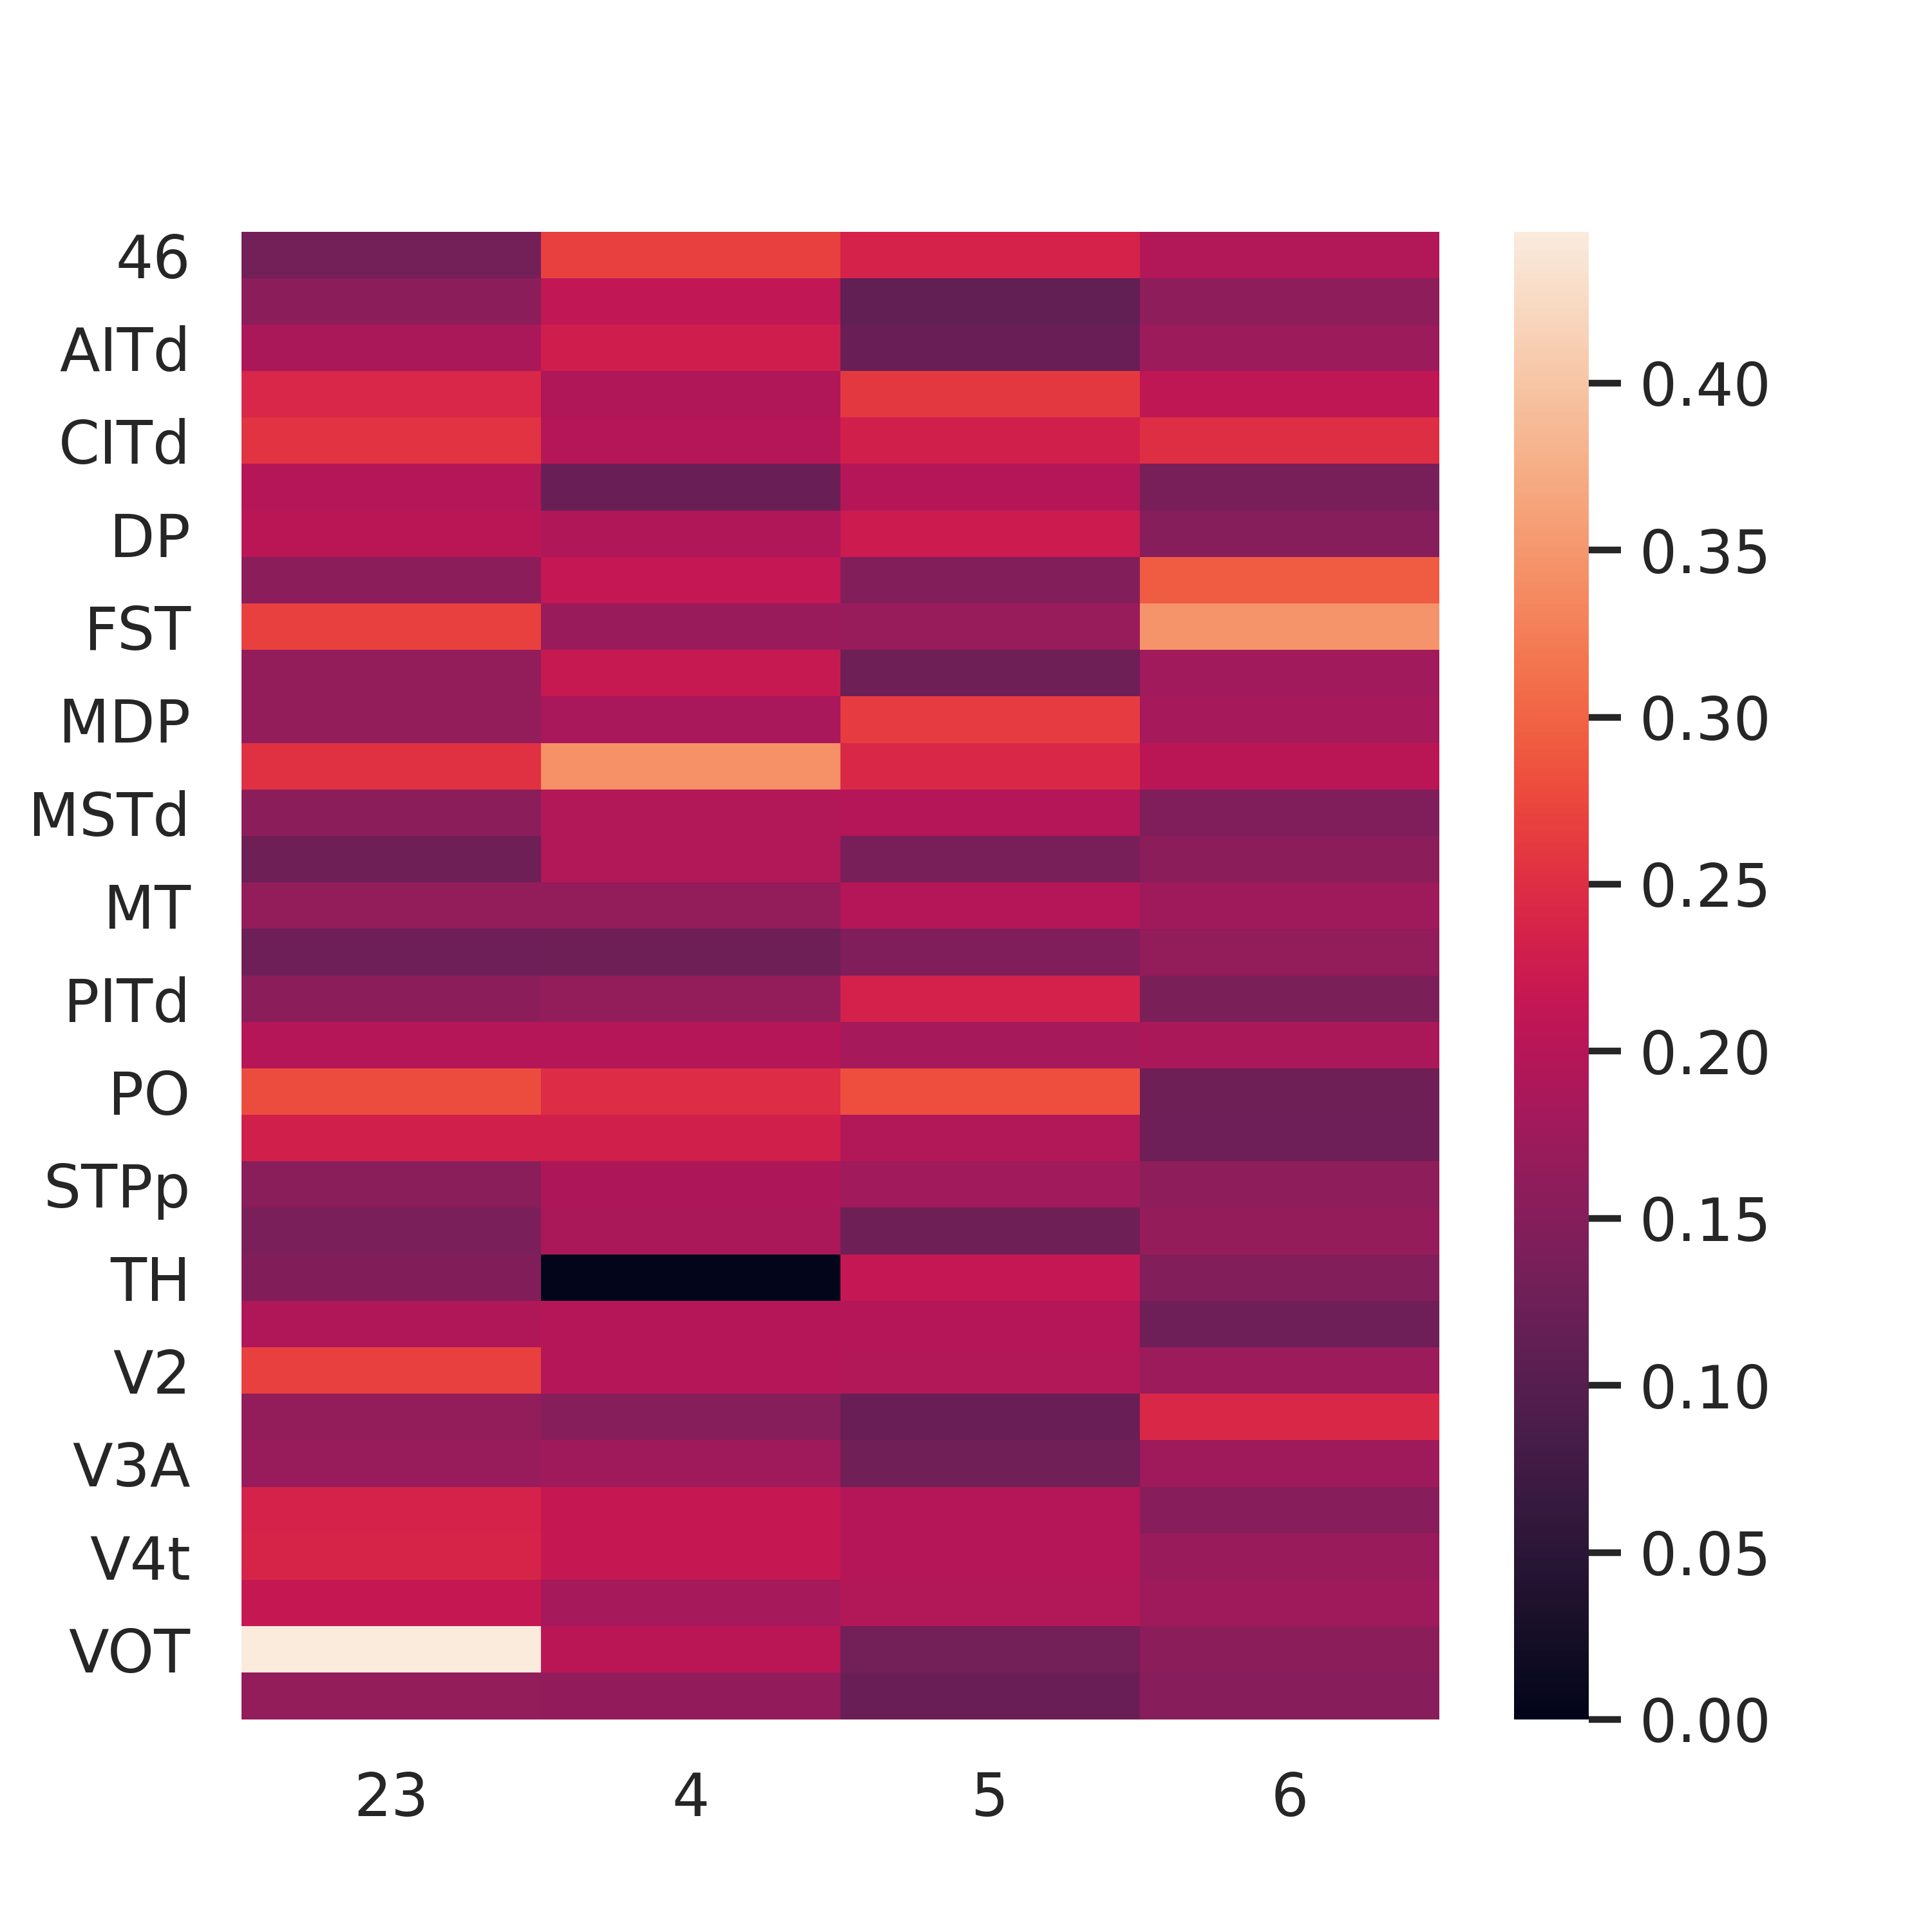 46
AITd
CITd
DP
FST
MDP
MSTd
MT
PITd
PO
STPp
TH
V2
V3A
V4t
VOT
23 4 5 6
0.40
0.35
0.30
0.25
0.20
0.15
0.10
0.05
0.00